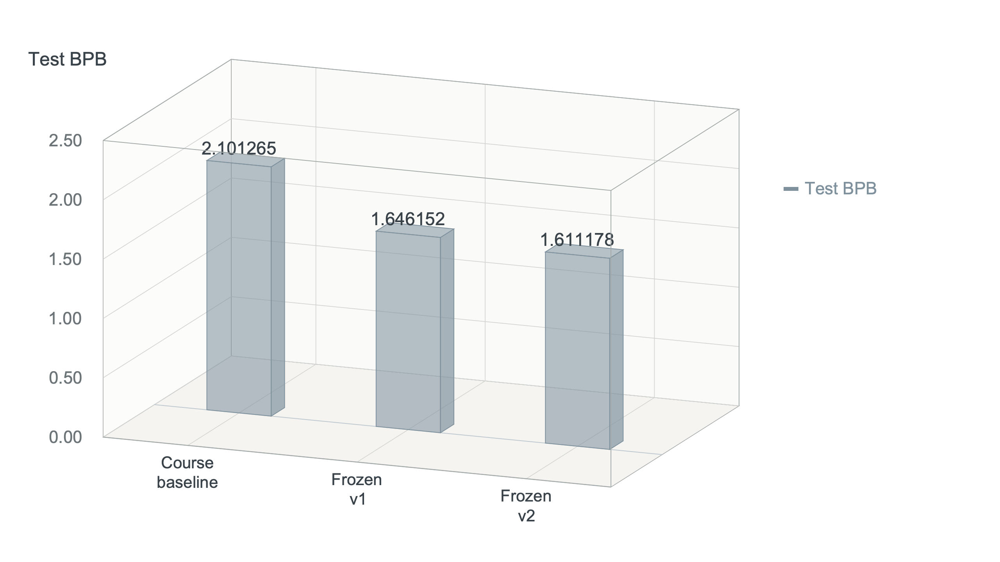 Test BPB
2.50
2.00
1.50
1.00
0.50
0.00
2.101265
1.646152
1.611178
Course
baseline
Frozen
v1
Frozen
v2
Test BPB